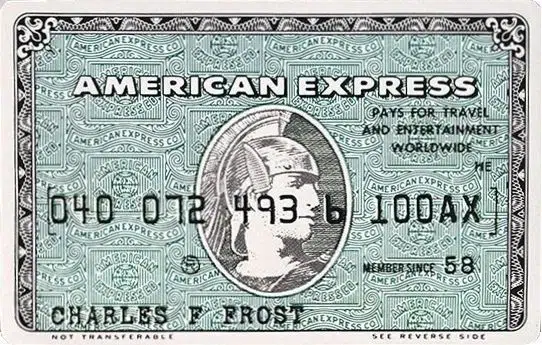 AMERICAN EXPRESS
PAYS FOR TRAVEL
AND ENTERTAINMENT
WORLDWIDE
ME
040 072 493 6 100AX
MEMBER SINCE 58
CHARLES F FROST
NOT TRANSFERABLE
SEE REVERSE SIDE